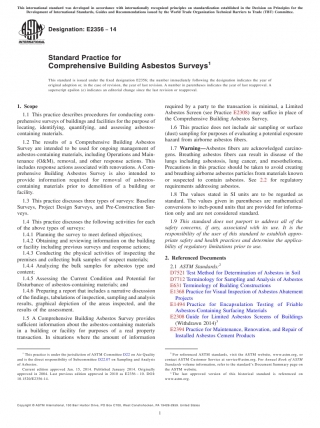 This international standard was developed in accordance with internationally recognized principles on standardization established in the Decision on Principles for the
Development of International Standards, Guides and Recommendations issued by the World Trade Organization Technical Barriers to Trade (TBT) Committee.
Designation: E2356 − 14
Standard Practice for
Comprehensive Building Asbestos Surveys¹
This standard is issued under the fixed designation E2356; the number immediately following the designation indicates the year of
original adoption or, in the case of revision, the year of last revision. A number in parentheses indicates the year of last reapproval. A
superscript epsilon (ε) indicates an editorial change since the last revision or reapproval.
1. Scope
1.1 This practice describes procedures for conducting comprehensive
surveys of buildings and facilities for the purpose of
locating, identifying, quantifying, and assessing asbestos-
containing materials.
1.2 The results of a Comprehensive Building Asbestos
Survey are intended to be used for ongoing management of
asbestos-containing materials, including Operations and Maintenance
(O&M), removal, and other response actions. This
includes response actions associated with renovations. A Comprehensive
Building Asbestos Survey is also intended to
provide information required for removal of asbestos-
containing materials prior to demolition of a building or
facility.
1.3 This practice discusses three types of surveys: Baseline
Surveys, Project Design Surveys, and Pre-Construction Surveys.
1.4 This practice discusses the following activities for each
of the above types of surveys:
1.4.1 Planning the survey to meet defined objectives;
1.4.2 Obtaining and reviewing information on the building
or facility including previous surveys and response actions;
1.4.3 Conducting the physical activities of inspecting the
premises and collecting bulk samples of suspect materials;
1.4.4 Analyzing the bulk samples for asbestos type and
content;
1.4.5 Assessing the Current Condition and Potential for
Disturbance of asbestos-containing materials; and
1.4.6 Preparing a report that includes a narrative discussion
of the findings, tabulations of inspection, sampling and analysis
results, graphical depiction of the areas inspected, and the
results of the assessment.
1.5 A Comprehensive Building Asbestos Survey provides
sufficient information about the asbestos-containing materials
in a building or facility for purposes of a real property
transaction. In situations where the amount of information
required by a party to the transaction is minimal, a Limited
Asbestos Screen (see Practice E2308) may suffice in place of
the Comprehensive Building Asbestos Survey.
1.6 This practice does not include air sampling or surface
(dust) sampling for purposes of evaluating a potential exposure
hazard from airborne asbestos fibers.
1.7 Warning—Asbestos fibers are acknowledged carcinogens.
Breathing asbestos fibers can result in disease of the
lungs including asbestosis, lung cancer, and mesothelioma.
Precautions in this practice should be taken to avoid creating
and breathing airborne asbestos particles from materials known
or suspected to contain asbestos. See 2.2 for regulatory
requirements addressing asbestos.
1.8 The values stated in SI units are to be regarded as
standard. The values given in parentheses are mathematical
conversions to inch-pound units that are provided for information
only and are not considered standard.
1.9 This standard does not purport to address all of the
safety concerns, if any, associated with its use. It is the
responsibility of the user of this standard to establish appropriate
safety and health practices and determine the applicability
of regulatory limitations prior to use.
2. Referenced Documents
2.1 ASTM Standards:²
D7521 Test Method for Determination of Asbestos in Soil
D7712 Terminology for Sampling and Analysis of Asbestos
E631 Terminology of Building Constructions
E1368 Practice for Visual Inspection of Asbestos Abatement
Projects
E1494 Practice for Encapsulation Testing of Friable
Asbestos-Containing Surfacing Materials
E2308 Guide for Limited Asbestos Screens of Buildings
(Withdrawn 2014)³
E2394 Practice for Maintenance, Renovation, and Repair of
Installed Asbestos Cement Products
¹ This practice is under the jurisdiction of ASTM Committee D22 on Air Quality
and is the direct responsibility of Subcommittee D22.07 on Sampling and Analysis
of Asbestos.
Current edition approved Jan. 15, 2014. Published January 2014. Originally
approved in 2004. Last previous edition approved in 2010 as E2356 – 10. DOI:
10.1520/E2356-14.
² For referenced ASTM standards, visit the ASTM website, www.astm.org, or
contact ASTM Customer Service at service@astm.org. For Annual Book of ASTM
Standards volume information, refer to the standard's Document Summary page on
the ASTM website.
³ The last approved version of this historical standard is referenced on
www.astm.org.
Copyright © ASTM International, 100 Barr Harbor Drive, PO Box C700, West Conshohocken, PA 19428-2959. United States
1